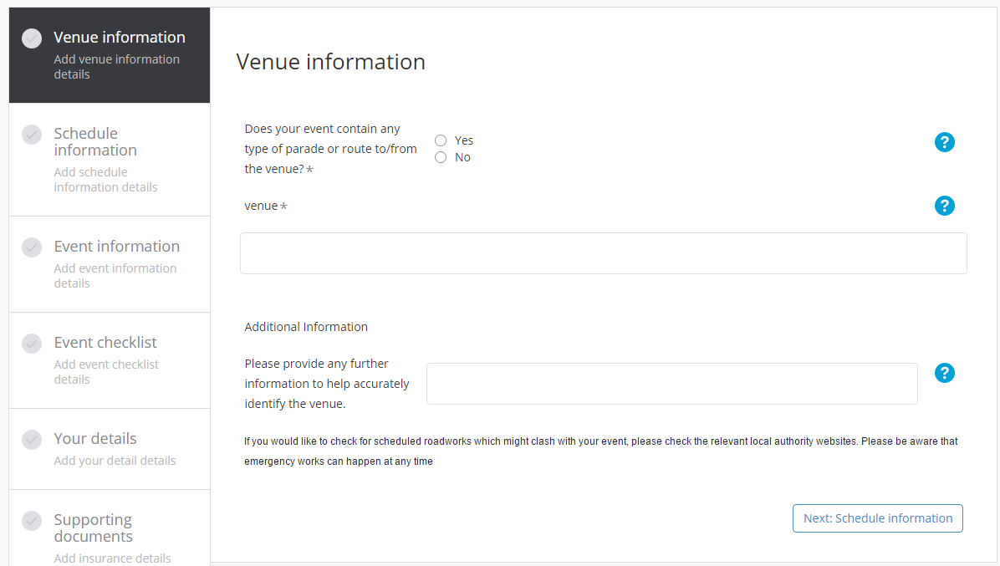 Venue information
Add venue information
details
Schedule
information
Add schedule
information details
Event information
Add event information
details
Event checklist
Add event checklist
details
Your details
Add your detail details
Supporting
documents
Add insurance details
Venue information
Does your event contain any
type of parade or route to/from
the venue? *
Yes
No
?
venue *
?
Additional Information
Please provide any further
information to help accurately
identify the venue.
?
If you would like to check for scheduled roadworks which might clash with your event, please check the relevant local authority websites. Please be aware that
emergency works can happen at any time
Next: Schedule information